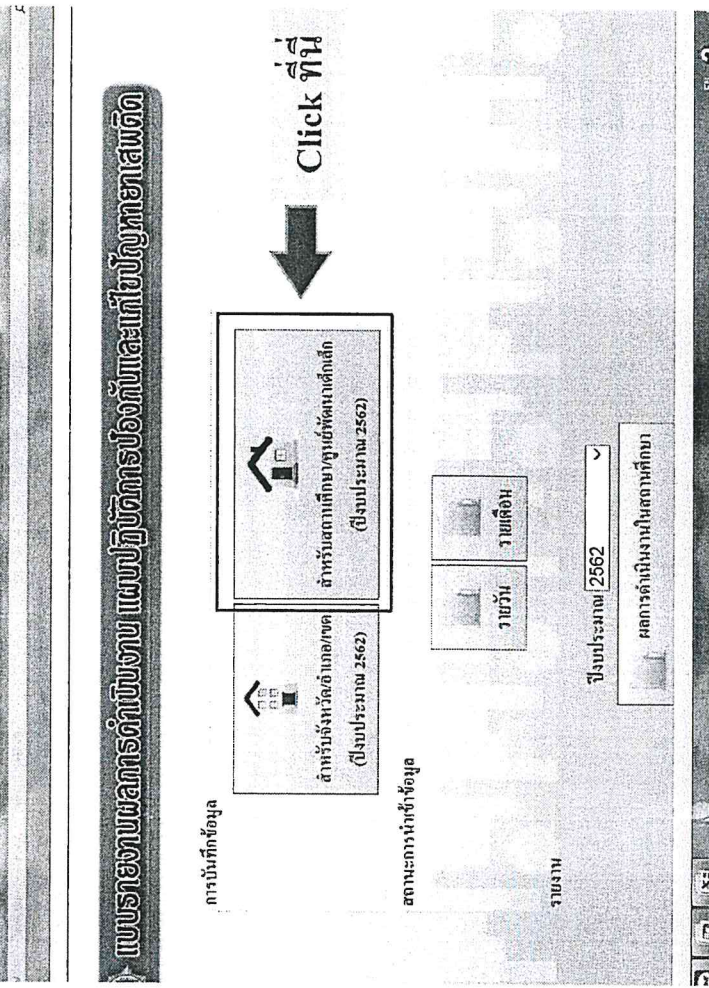 แบบรายงานผลการดำเนินงาน แผนปฏิบัติการป้องกันและแก้ไขปัญหายาเสพติด
การบันทึกข้อมูล
สำหรับจังหวัด/อำเภอ/เขต
(ปีงบประมาณ 2562)
สำหรับสถานศึกษา/ศูนย์พัฒนาเด็กเล็ก
(ปีงบประมาณ 2562)
Click ที่นี่
สถานะการนำเข้าข้อมูล
รายวัน
รายเดือน
รายงาน
ปีงบประมาณ 2562
ผลการดำเนินงานในสถานศึกษา